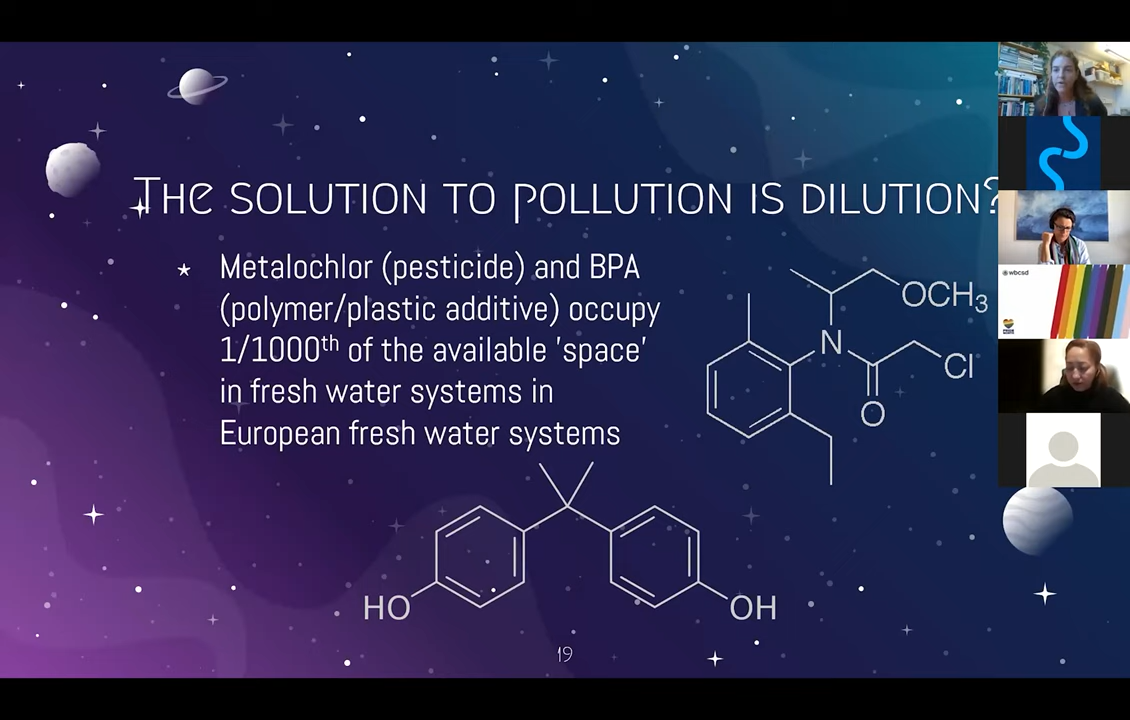 The solution to pollution is dilution?
★ Metalochlor (pesticide) and BPA
(polymer/plastic additive) occupy
1/1000th of the available 'space'
in fresh water systems in
European fresh water systems
OCH3
N
Cl
O
HO
OH
19
wbcsd